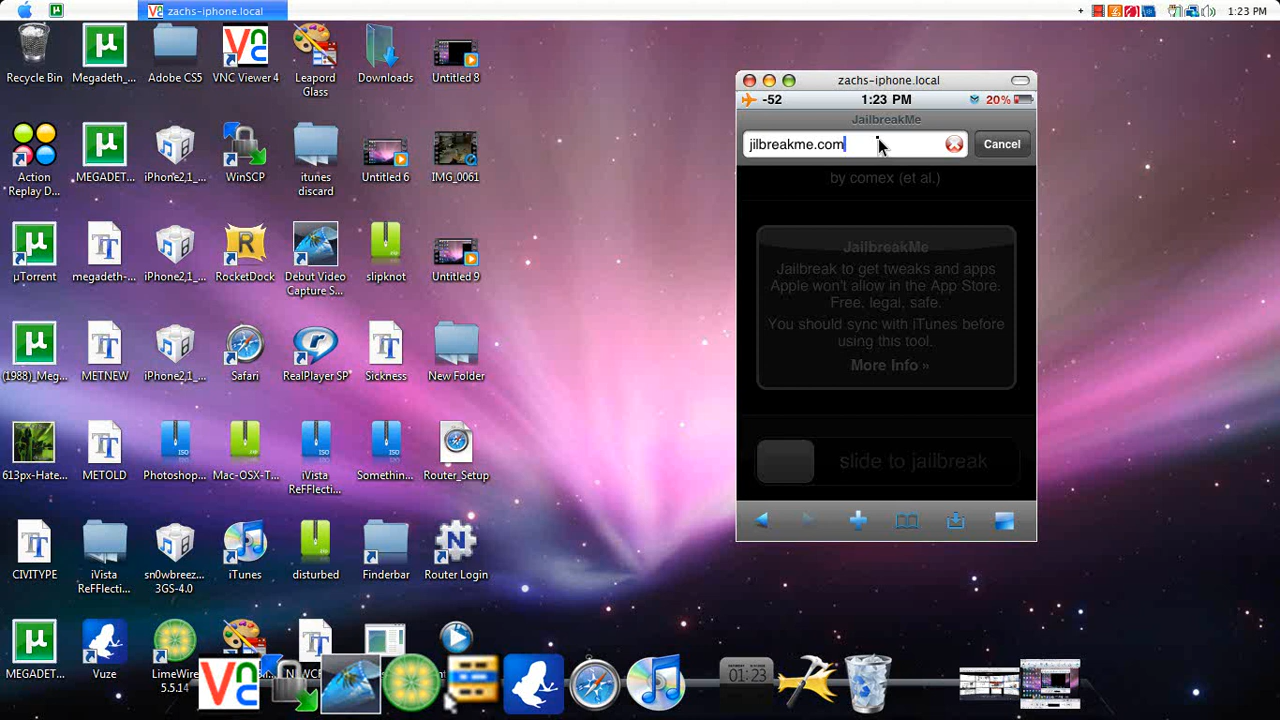 zachs-iphone.local
+
1:23 PM
Recycle Bin
Megadeth_...
Adobe CS5
VNC Viewer 4
Leapord
Glass
Downloads
Untitled 8
Action
Replay D...
MEGADET...
iPhone2,1_...
WinSCP
itunes
discard
Untitled 6
IMG_0061
µTorrent
megadeth-...
iPhone2,1_...
RocketDock
Debut Video
Capture S...
slipknot
Untitled 9
(1988)_Meg...
METNEW
iPhone2,1_...
Safari
RealPlayer SP
Sickness
New Folder
613px-Hate...
METOLD
Photoshop...
Mac-OSX-T...
iVista
ReFFlecti...
Somethin...
Router_Setup
CIVITYPE
iVista
ReFFlecti...
sn0wbreez...
3GS-4.0
iTunes
disturbed
Finderbar
Router Login
MEGADET...
Vuze
LimeWire
5.5.14
zachs-iphone.local
-52
1:23 PM
20%
JailbreakMe
jilbreakme.com
Cancel
by comex (et al.)
JailbreakMe
Jailbreak to get tweaks and apps
Apple won't allow in the App Store.
Free, legal, safe.
You should sync with iTunes before
using this tool.
More Info »
slide to jailbreak
01:23